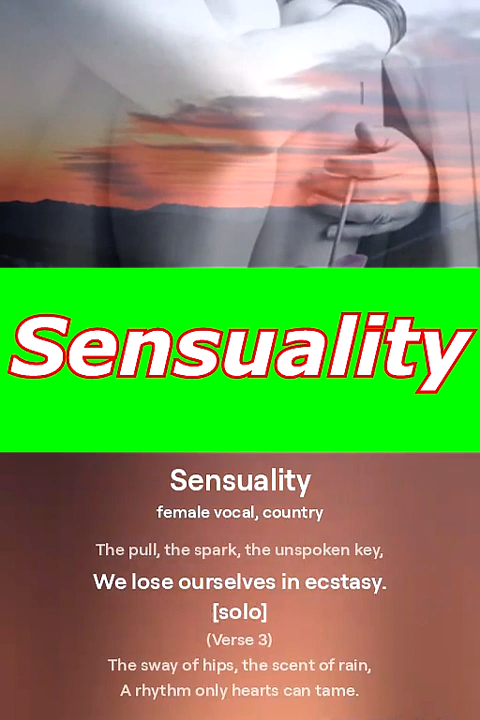 Sensuality
Sensuality
female vocal, country
The pull, the spark, the unspoken key,
We lose ourselves in ecstasy.
[solo]
(Verse 3)
The sway of hips, the scent of rain,
A rhythm only hearts can tame.